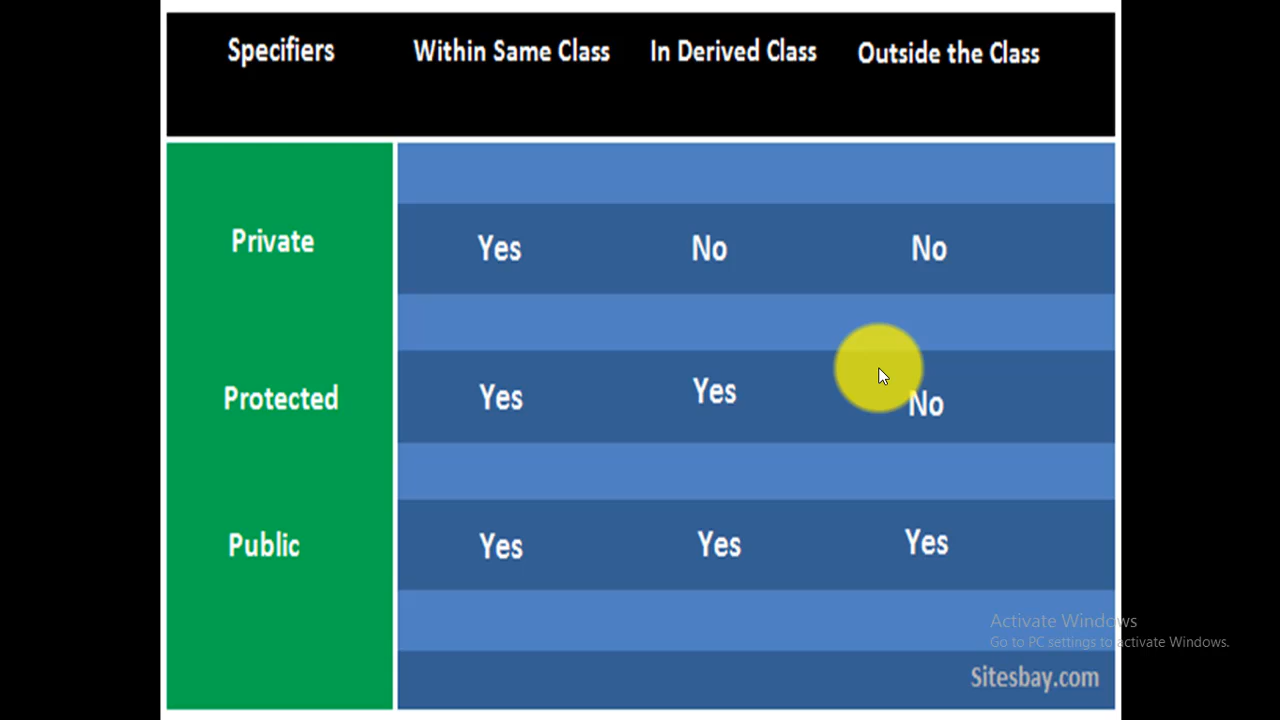 Specifiers Within Same Class In Derived Class Outside the Class
Private Yes No No
Protected Yes Yes No
Public Yes Yes Yes
Activate Windows
Go to PC settings to activate Windows.
Sitesbay.com